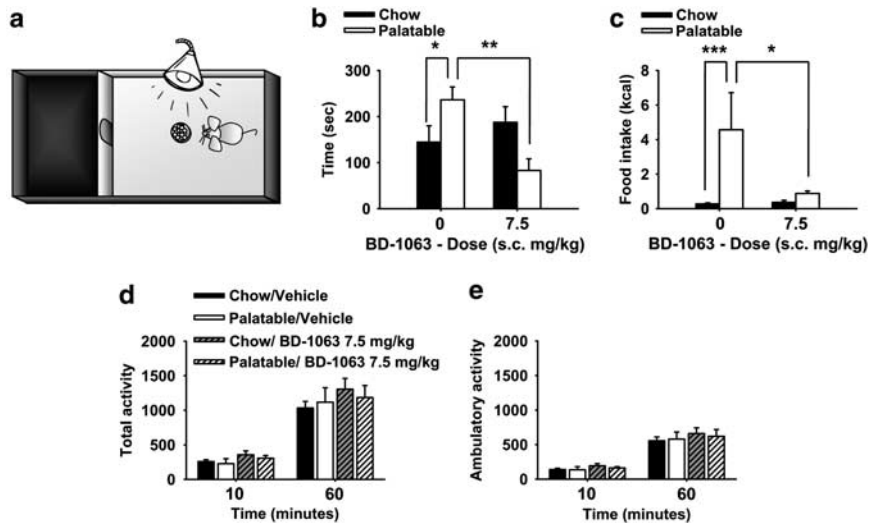 a
b
Chow
Palatable
* **
300
200
100
0
Time (sec)
0 7.5
BD-1063 - Dose (s.c. mg/kg)
c
Chow
Palatable
*** *
8
6
4
2
0
Food intake (kcal)
0 7.5
BD-1063 - Dose (s.c. mg/kg)
d
Chow/Vehicle
Palatable/Vehicle
Chow/ BD-1063 7.5 mg/kg
Palatable/ BD-1063 7.5 mg/kg
2000
1500
1000
500
0
Total activity
10 60
Time (minutes)
e
2000
1500
1000
500
0
Ambulatory activity
10 60
Time (minutes)